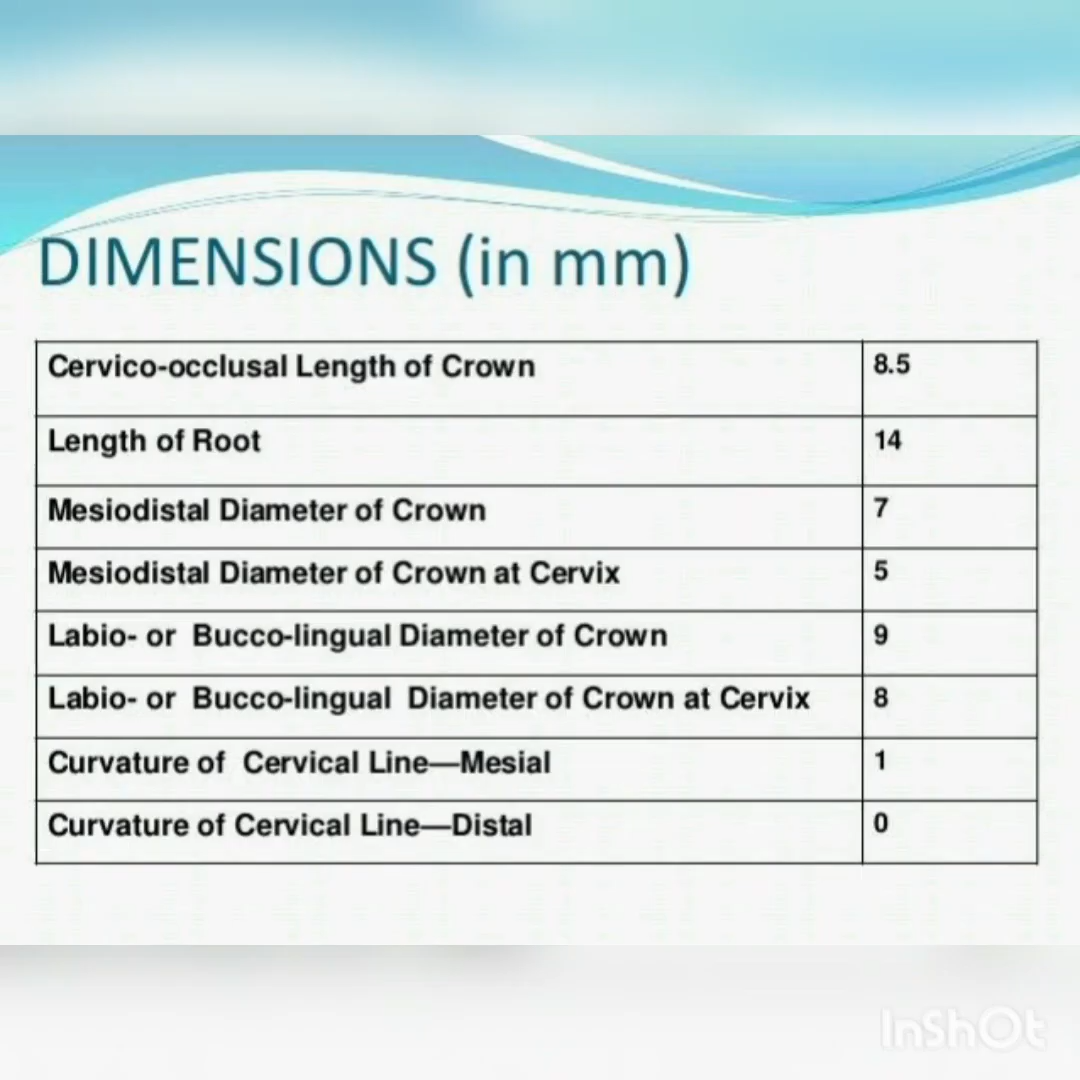 DIMENSIONS (in mm)
Cervico-occlusal Length of Crown 8.5
Length of Root 14
Mesiodistal Diameter of Crown 7
Mesiodistal Diameter of Crown at Cervix 5
Labio- or Bucco-lingual Diameter of Crown 9
Labio- or Bucco-lingual Diameter of Crown at Cervix 8
Curvature of Cervical Line—Mesial 1
Curvature of Cervical Line—Distal 0
InShOt